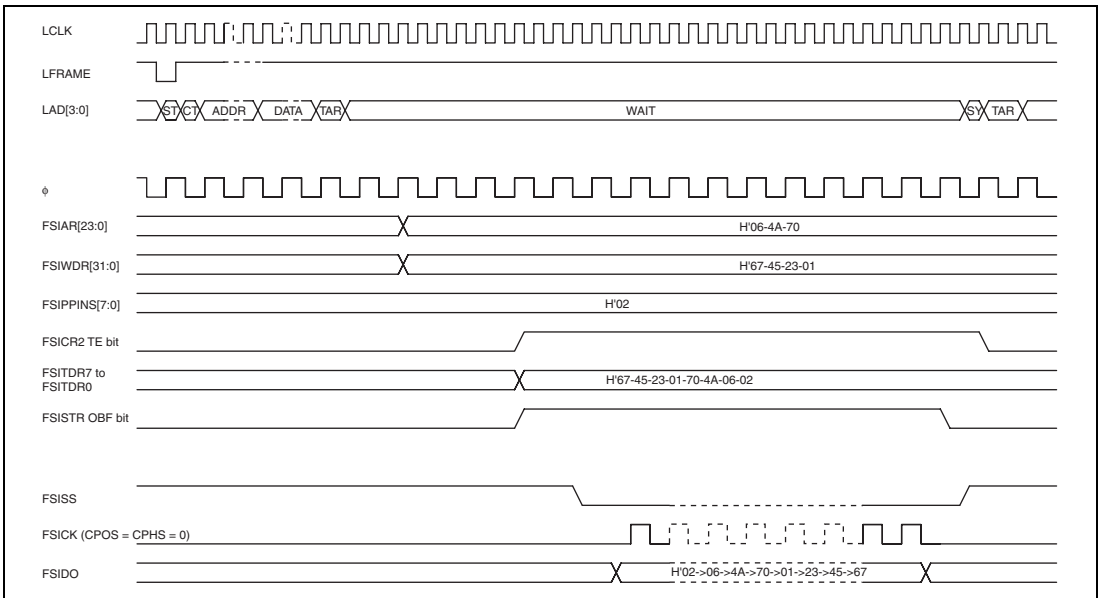 LCLK
LFRAME
LAD[3:0] ST CT ADDR DATA TAR WAIT SY TAR
ϕ
FSIAR[23:0] H'06-4A-70
FSIWDR[31:0] H'67-45-23-01
FSIPPINS[7:0] H'02
FSICR2 TE bit
FSITDR7 to
FSITDR0 H'67-45-23-01-70-4A-06-02
FSISTR OBF bit
FSISS
FSICK (CPOS = CPHS = 0)
FSIDO H'02->06->4A->70->01->23->45->67